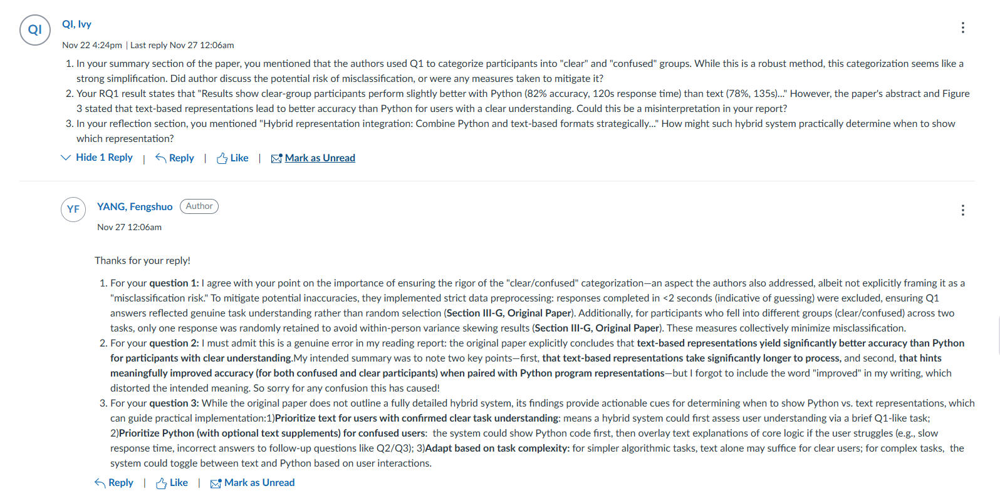 QI
QI, Ivy
Nov 22 4:24pm | Last reply Nov 27 12:06am
1. In your summary section of the paper, you mentioned that the authors used Q1 to categorize participants into "clear" and "confused" groups. While this is a robust method, this categorization seems like a
strong simplification. Did author discuss the potential risk of misclassification, or were any measures taken to mitigate it?
2. Your RQ1 result states that "Results show clear-group participants perform slightly better with Python (82% accuracy, 120s response time) than text (78%, 135s)..." However, the paper's abstract and Figure
3 stated that text-based representations lead to better accuracy than Python for users with a clear understanding. Could this be a misinterpretation in your report?
3. In your reflection section, you mentioned "Hybrid representation integration: Combine Python and text-based formats strategically..." How might such hybrid system practically determine when to show
which representation?
Hide 1 Reply | Reply | Like | Mark as Unread
YF
YANG, Fengshuo Author
Nov 27 12:06am
Thanks for your reply!
1. For your question 1: I agree with your point on the importance of ensuring the rigor of the "clear/confused" categorization—an aspect the authors also addressed, albeit not explicitly framing it as a
"misclassification risk." To mitigate potential inaccuracies, they implemented strict data preprocessing: responses completed in <2 seconds (indicative of guessing) were excluded, ensuring Q1
answers reflected genuine task understanding rather than random selection (Section III-G, Original Paper). Additionally, for participants who fell into different groups (clear/confused) across two
tasks, only one response was randomly retained to avoid within-person variance skewing results (Section III-G, Original Paper). These measures collectively minimize misclassification.
2. For your question 2: I must admit this is a genuine error in my reading report: the original paper explicitly concludes that text-based representations yield significantly better accuracy than Python
for participants with clear understanding.My intended summary was to note two key points—first, that text-based representations take significantly longer to process, and second, that hints
meaningfully improved accuracy (for both confused and clear participants) when paired with Python program representations—but I forgot to include the word "improved" in my writing, which
distorted the intended meaning. So sorry for any confusion this has caused!
3. For your question 3: While the original paper does not outline a fully detailed hybrid system, its findings provide actionable cues for determining when to show Python vs. text representations, which
can guide practical implementation:1)Prioritize text for users with confirmed clear task understanding: means a hybrid system could first assess user understanding via a brief Q1-like task;
2)Prioritize Python (with optional text supplements) for confused users: the system could show Python code first, then overlay text explanations of core logic if the user struggles (e.g., slow
response time, incorrect answers to follow-up questions like Q2/Q3); 3)Adapt based on task complexity: for simpler algorithmic tasks, text alone may suffice for clear users; for complex tasks, the
system could toggle between text and Python based on user interactions.
Reply | Like | Mark as Unread